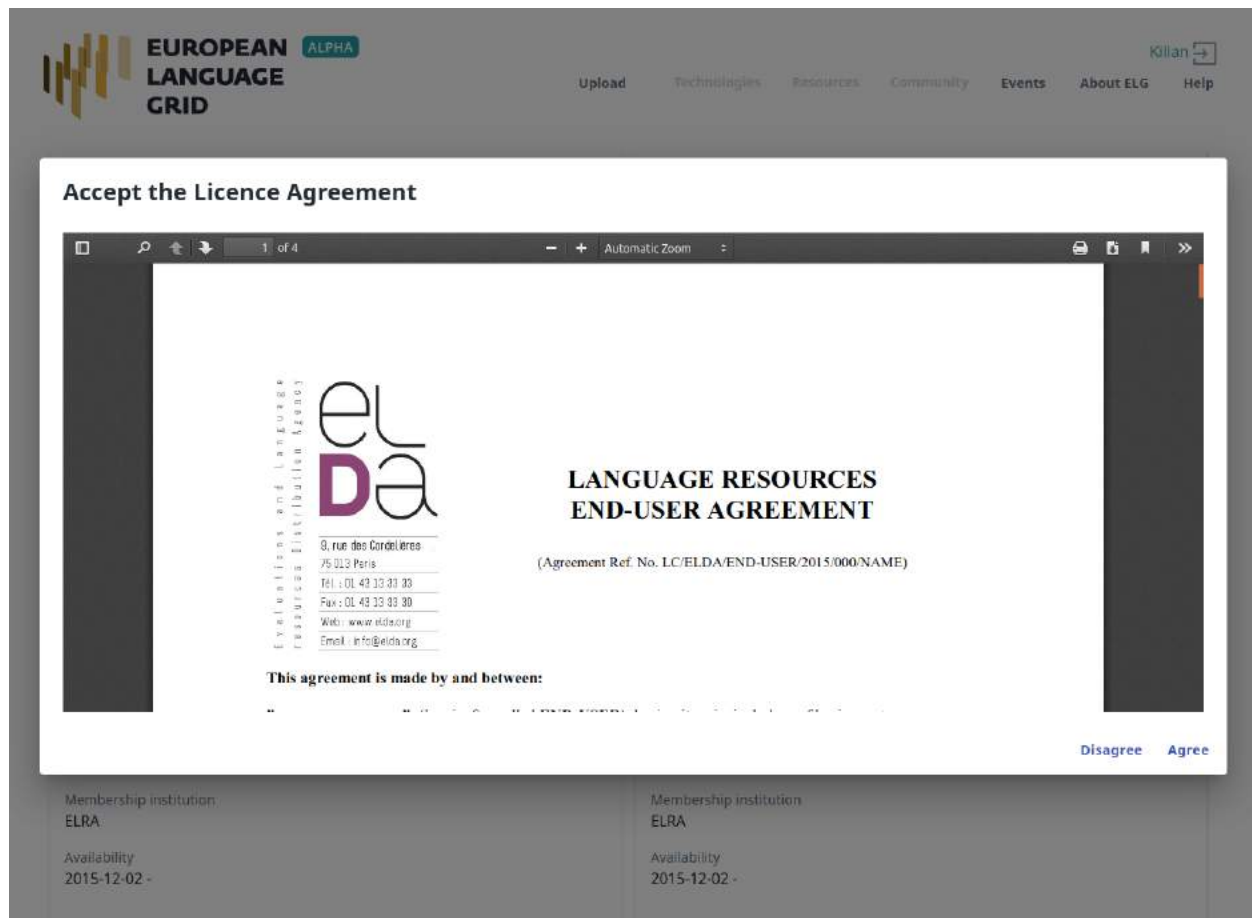 EUROPEAN ALPHA
LANGUAGE
GRID
Kilian
Upload Technologies Resources Community Events About ELG Help
Accept the Licence Agreement
1 of 4
Automatic Zoom
Evaluations and Language
resources Distribution Agency
eL
Da
9, rue des Cordelières
75 013 Paris
Tél. : 01 43 13 33 33
Fax : 01 43 13 33 30
Web : www.elda.org
Email : info@elda.org
LANGUAGE RESOURCES
END-USER AGREEMENT
(Agreement Ref. No. LC/ELDA/END-USER/2015/000/NAME)
This agreement is made by and between:
Disagree Agree
Membership institution
ELRA
Availability
2015-12-02 -
Membership institution
ELRA
Availability
2015-12-02 -